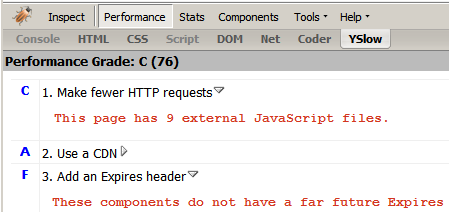 Inspect Performance Stats Components Tools Help
Console HTML CSS Script DOM Net Coder YSlow
Performance Grade: C (76)
C 1. Make fewer HTTP requests
This page has 9 external JavaScript files.
A 2. Use a CDN
F 3. Add an Expires header
These components do not have a far future Expires